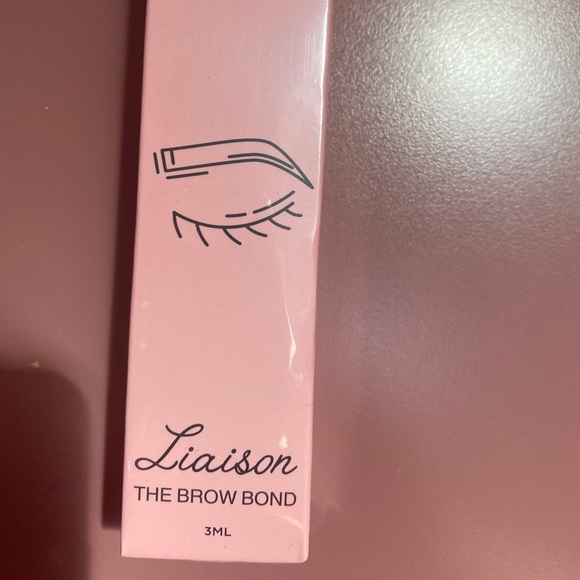 Liaison
THE BROW BOND
3ML